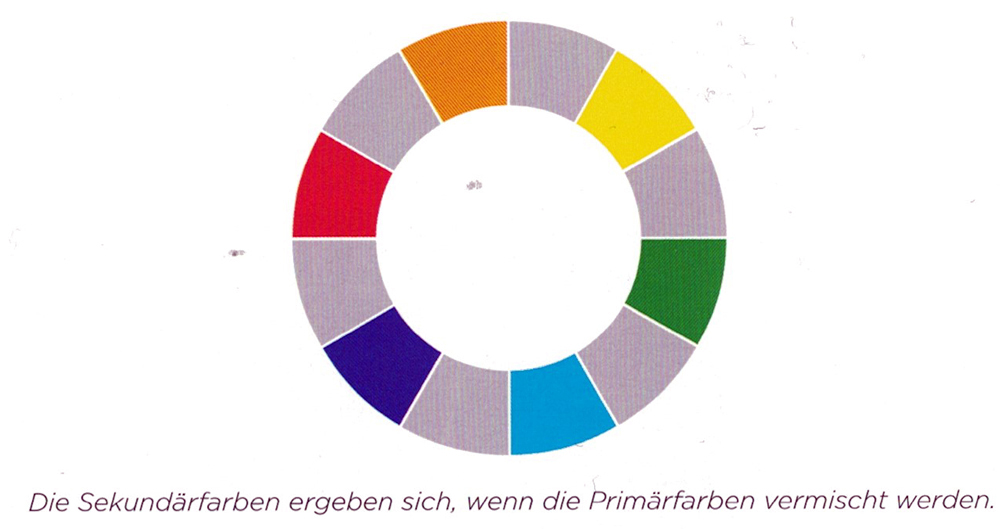 Die Sekundärfarben ergeben sich, wenn die Primärfarben vermischt werden.